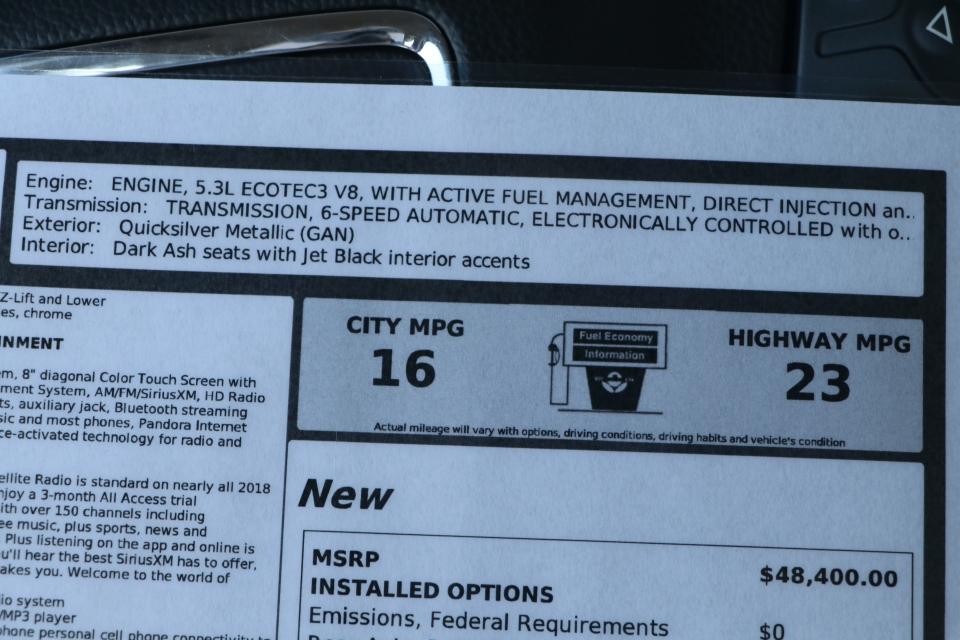 Engine: ENGINE, 5.3L ECOTEC3 V8, WITH ACTIVE FUEL MANAGEMENT, DIRECT INJECTION an..
Transmission: TRANSMISSION, 6-SPEED AUTOMATIC, ELECTRONICALLY CONTROLLED with o..
Exterior: Quicksilver Metallic (GAN)
Interior: Dark Ash seats with Jet Black interior accents
Z-Lift and Lower
es, chrome
INMENT
em, 8" diagonal Color Touch Screen with
ment System, AM/FM/SiriusXM, HD Radio
ts, auxiliary jack, Bluetooth streaming
sic and most phones, Pandora Internet
ce-activated technology for radio and
ellite Radio is standard on nearly all 2018
njoy a 3-month All Access trial
ith over 150 channels including
ee music, plus sports, news and
Plus listening on the app and online is
u'll hear the best SiriusXM has to offer,
akes you. Welcome to the world of
io system
/MP3 player
phone personal cell phone connectivity to
CITY MPG
16
Fuel Economy
Information
HIGHWAY MPG
23
Actual mileage will vary with options, driving conditions, driving habits and vehicle's condition
New
MSRP $48,400.00
INSTALLED OPTIONS
Emissions, Federal Requirements $0